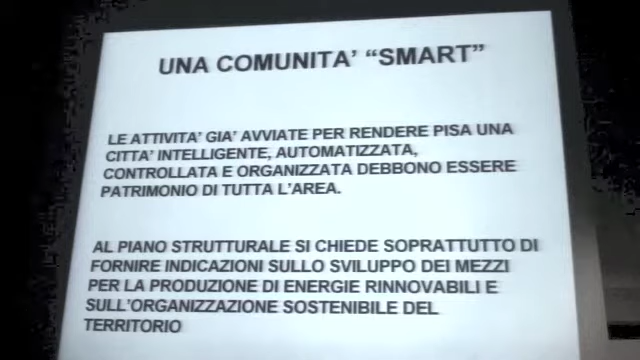 UNA COMUNITA' “SMART”
LE ATTIVITA' GIA' AVVIATE PER RENDERE PISA UNA
CITTA' INTELLIGENTE, AUTOMATIZZATA,
CONTROLLATA E ORGANIZZATA DEBBONO ESSERE
PATRIMONIO DI TUTTA L'AREA.
AL PIANO STRUTTURALE SI CHIEDE SOPRATTUTTO DI
FORNIRE INDICAZIONI SULLO SVILUPPO DEI MEZZI
PER LA PRODUZIONE DI ENERGIE RINNOVABILI E
SULL'ORGANIZZAZIONE SOSTENIBILE DEL
TERRITORIO